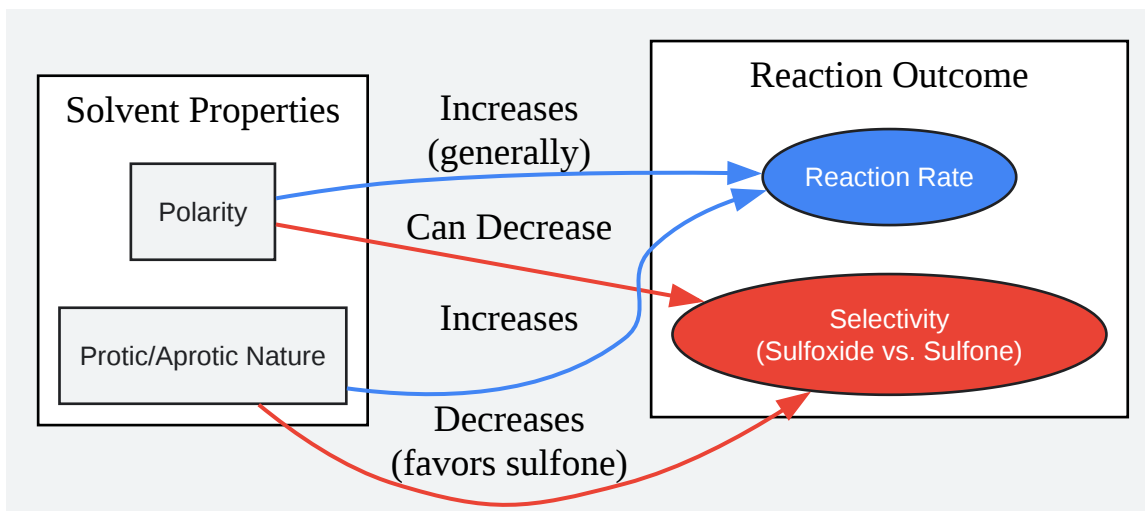 Solvent Properties
Polarity
Protic/Aprotic Nature
Increases
(generally)
Can Decrease
Increases
Decreases
(favors sulfone)
Reaction Outcome
Reaction Rate
Selectivity
(Sulfoxide vs. Sulfone)